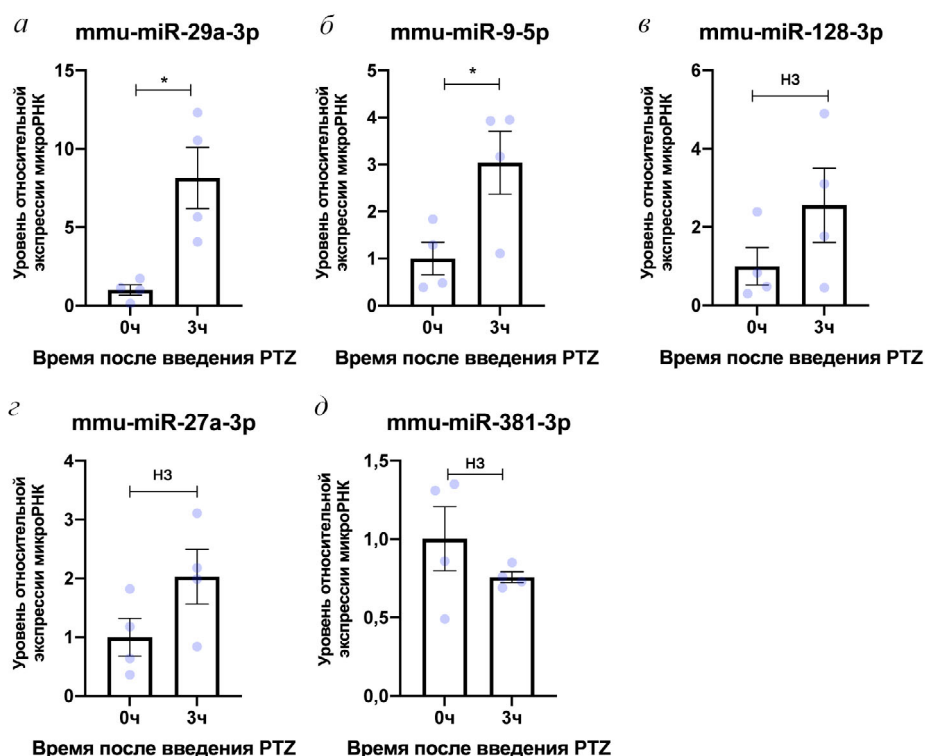 а
mmu-miR-29a-3p
Уровень относительной
экспрессии микроРНК
15
10
5
0
*
0ч
3ч
Время после введения PTZ
б
mmu-miR-9-5p
Уровень относительной
экспрессии микроРНК
5
4
3
2
1
0
*
0ч
3ч
Время после введения PTZ
в
mmu-miR-128-3p
Уровень относительной
экспрессии микроРНК
6
4
2
0
НЗ
0ч
3ч
Время после введения PTZ
г
mmu-miR-27a-3p
Уровень относительной
экспрессии микроРНК
4
3
2
1
0
НЗ
0ч
3ч
Время после введения PTZ
д
mmu-miR-381-3p
Уровень относительной
экспрессии микроРНК
1,5
1,0
0,5
0,0
НЗ
0ч
3ч
Время после введения PTZ